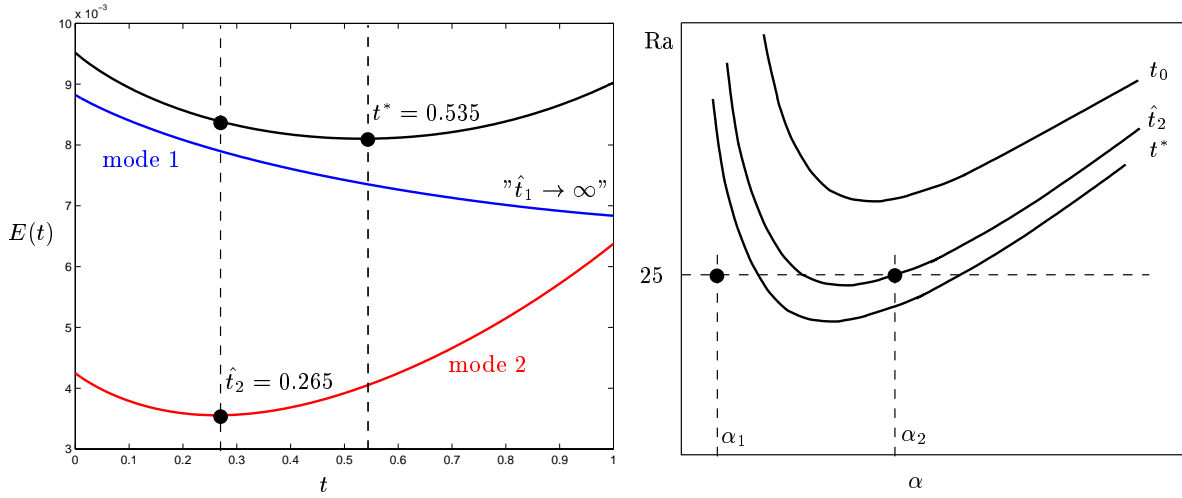 ×10⁻³
10
9
8
7
6
5
4
3
E(t)
t* = 0.535
mode 1
"t̂₁ → ∞"
mode 2
t̂₂ = 0.265
0 0.1 0.2 0.3 0.4 0.5 0.6 0.7 0.8 0.9 1
t
Ra
t₀
t̂₂
t*
25
α₁
α₂
α